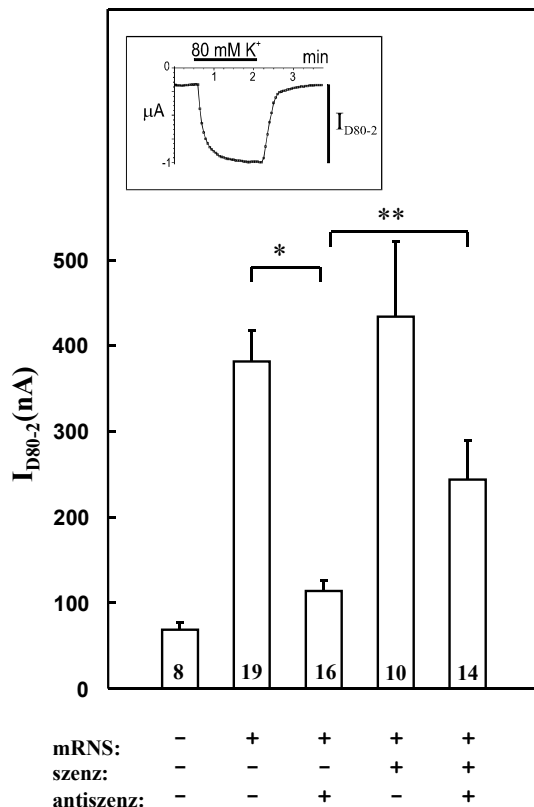 80 mM K⁺ min
0
1 2 3
µA
-1
I_D80-2
**
*
500
400
300
200
100
0
I_D80-2(nA)
8 19 16 10 14
mRNS: – + + + +
szenz: – – – + +
antiszenz: – – + – +